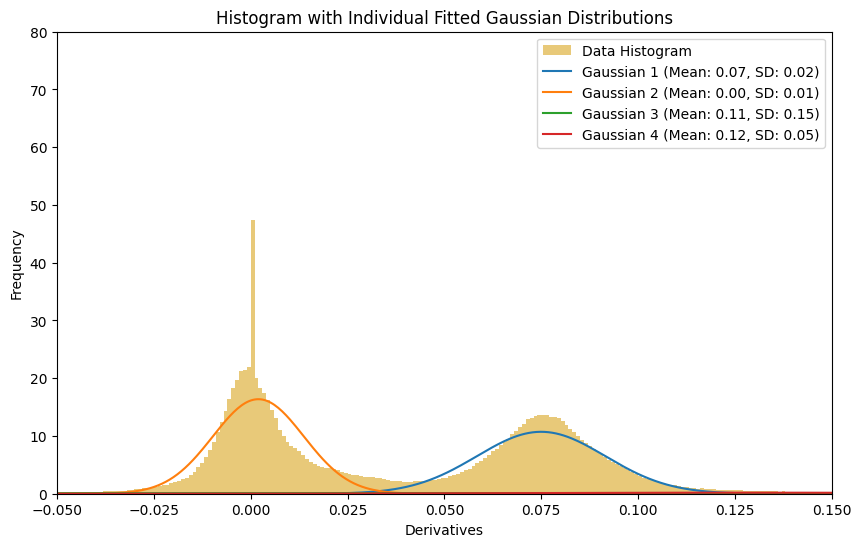 Histogram with Individual Fitted Gaussian Distributions
80
70
60
50
40
30
20
10
0
Frequency
Data Histogram
Gaussian 1 (Mean: 0.07, SD: 0.02)
Gaussian 2 (Mean: 0.00, SD: 0.01)
Gaussian 3 (Mean: 0.11, SD: 0.15)
Gaussian 4 (Mean: 0.12, SD: 0.05)
−0.050 −0.025 0.000 0.025 0.050 0.075 0.100 0.125 0.150
Derivatives